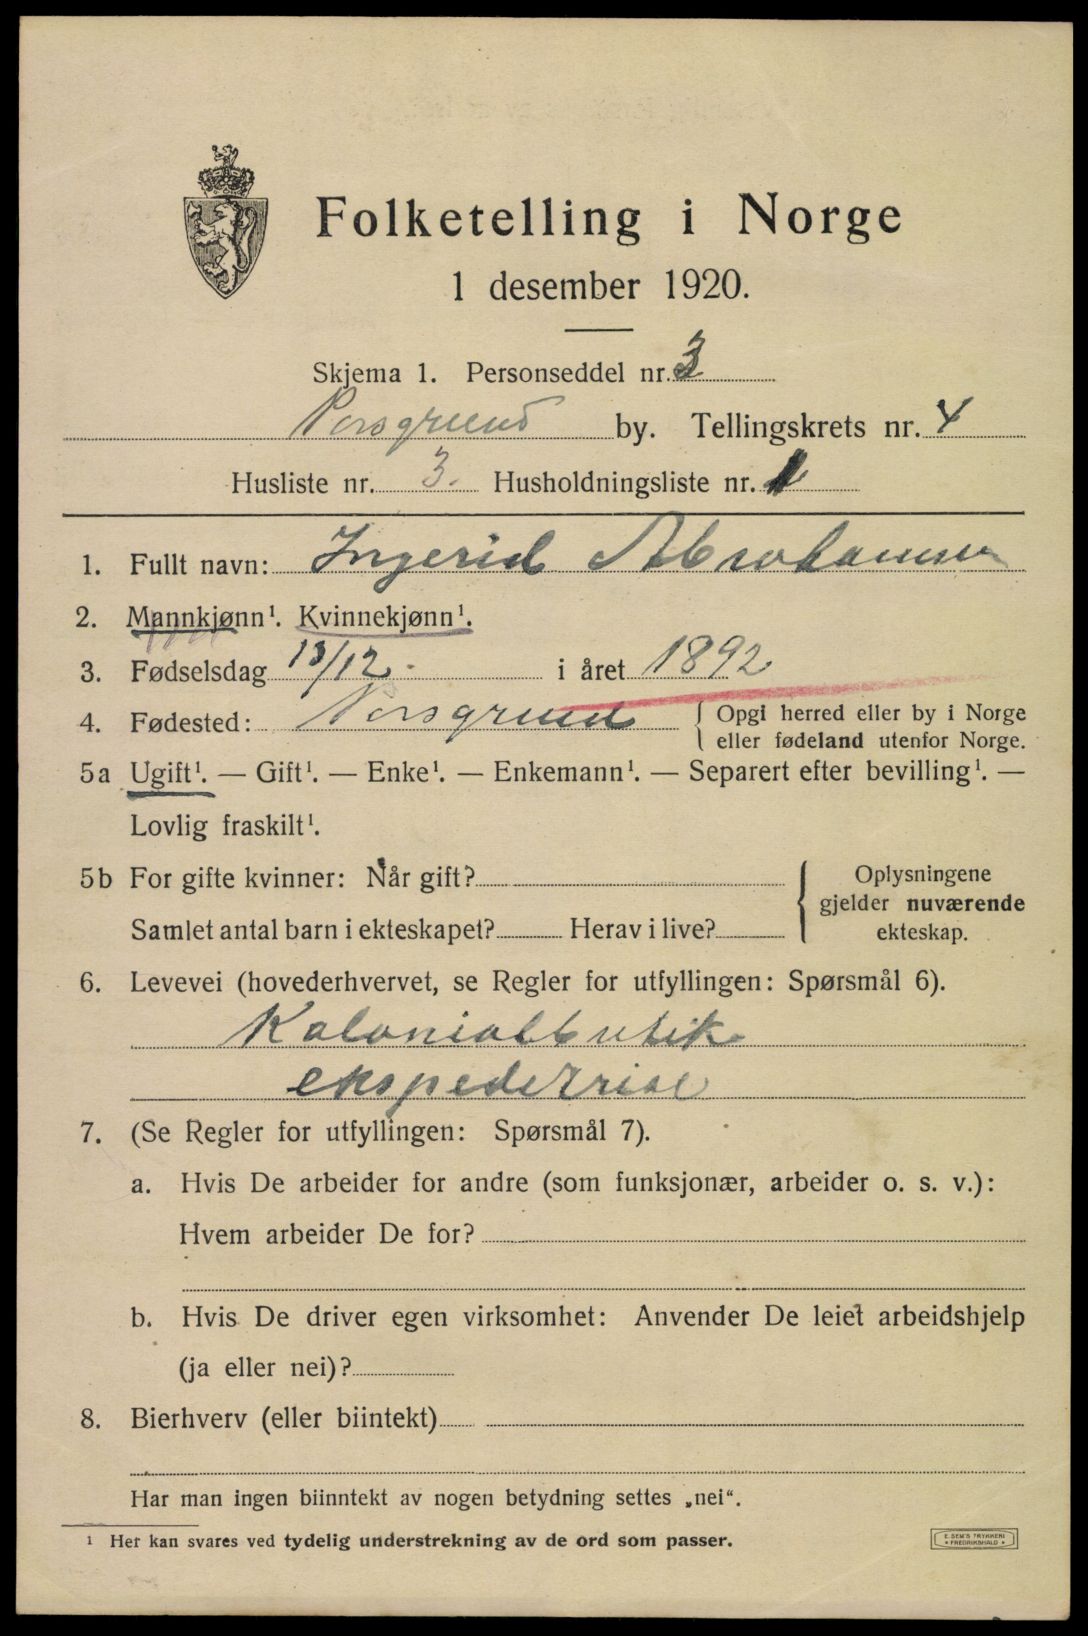 Folketelling i Norge
1 desember 1920.
Skjema 1. Personseddel nr. 3
Porsgrund by. Tellingskrets nr. 4
Husliste nr. 3. Husholdningsliste nr. 1
1. Fullt navn: Ingerid Abrahamsen
2. Mannkjønn¹. Kvinnekjønn¹.
3. Fødselsdag 13/12. i året 1892
4. Fødested: Porsgrund { Opgi herred eller by i Norge
eller fødeland utenfor Norge.
5a Ugift¹. — Gift¹. — Enke¹. — Enkemann¹. — Separert efter bevilling¹. —
Lovlig fraskilt¹.
5b For gifte kvinner: Når gift? { Oplysningene
gjelder nuværende
Samlet antal barn i ekteskapet? Herav i live? ekteskap.
6. Levevei (hovederhvervet, se Regler for utfyllingen: Spørsmål 6).
Kolonialbutik
ekspederrise
7. (Se Regler for utfyllingen: Spørsmål 7).
a. Hvis De arbeider for andre (som funksjonær, arbeider o. s. v.):
Hvem arbeider De for?
b. Hvis De driver egen virksomhet: Anvender De leiet arbeidshjelp
(ja eller nei)?
8. Bierhverv (eller biintekt)
Har man ingen biinntekt av nogen betydning settes „nei“.
¹ Her kan svares ved tydelig understrekning av de ord som passer.
E. SEM'S TRYKKERI
• FREDRIKSHALD •